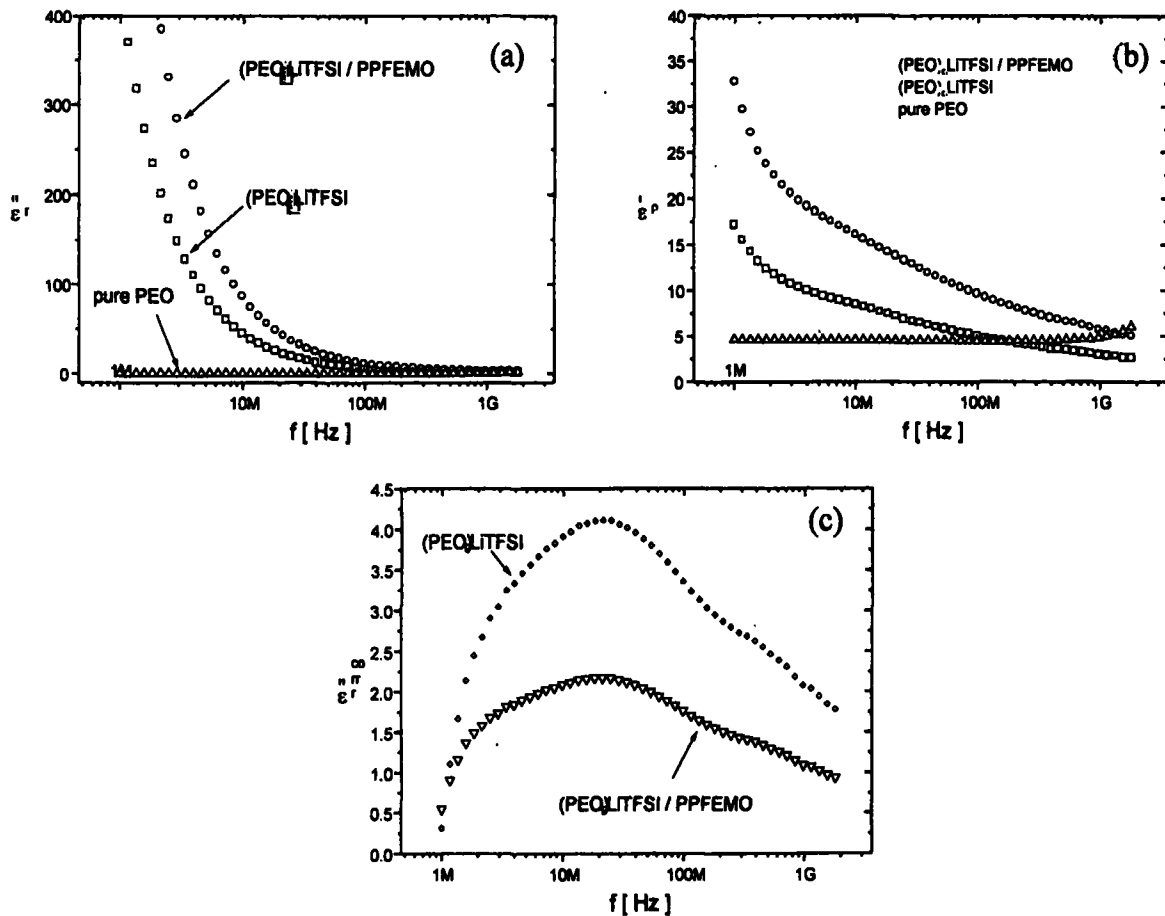 400
300
200
100
0
ε"r
(PEO)LiTFSI / PPFEMO
(PEO)LiTFSI
pure PEO
(a)
1M
10M
100M
1G
f [ Hz ]
40
35
30
25
20
15
10
5
0
(b)
(PEO)LiTFSI / PPFEMO
(PEO)LiTFSI
pure PEO
1M
10M
100M
1G
f [ Hz ]
4.5
4.0
3.5
3.0
2.5
2.0
1.5
1.0
0.5
0.0
(PEO)LiTFSI
(c)
(PEO)LiTFSI / PPFEMO
1M
10M
100M
1G
f [ Hz ]